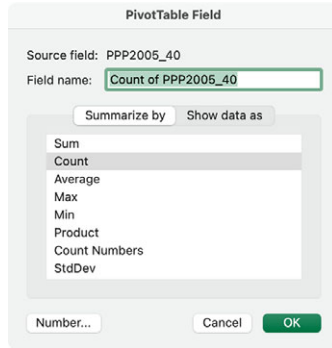 PivotTable Field
Source field: PPP2005_40
Field name: Count of PPP2005_40
Summarize by Show data as
Sum
Count
Average
Max
Min
Product
Count Numbers
StdDev
Number... Cancel OK